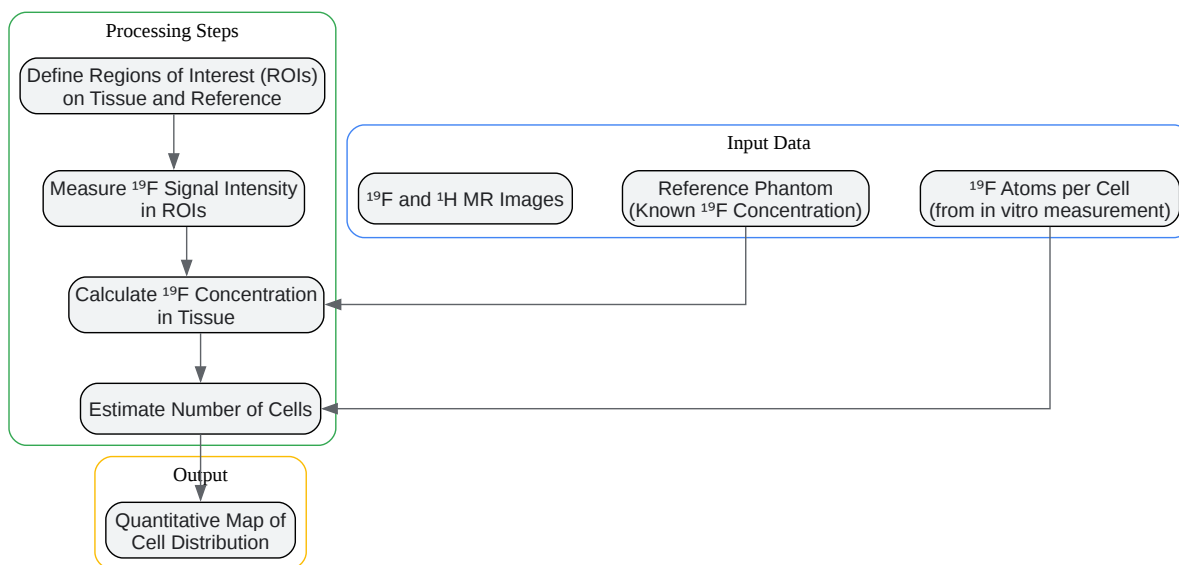 Processing Steps
Define Regions of Interest (ROIs)
on Tissue and Reference
Measure ¹⁹F Signal Intensity
in ROIs
Calculate ¹⁹F Concentration
in Tissue
Estimate Number of Cells
Input Data
¹⁹F and ¹H MR Images
Reference Phantom
(Known ¹⁹F Concentration)
¹⁹F Atoms per Cell
(from in vitro measurement)
Output
Quantitative Map of
Cell Distribution